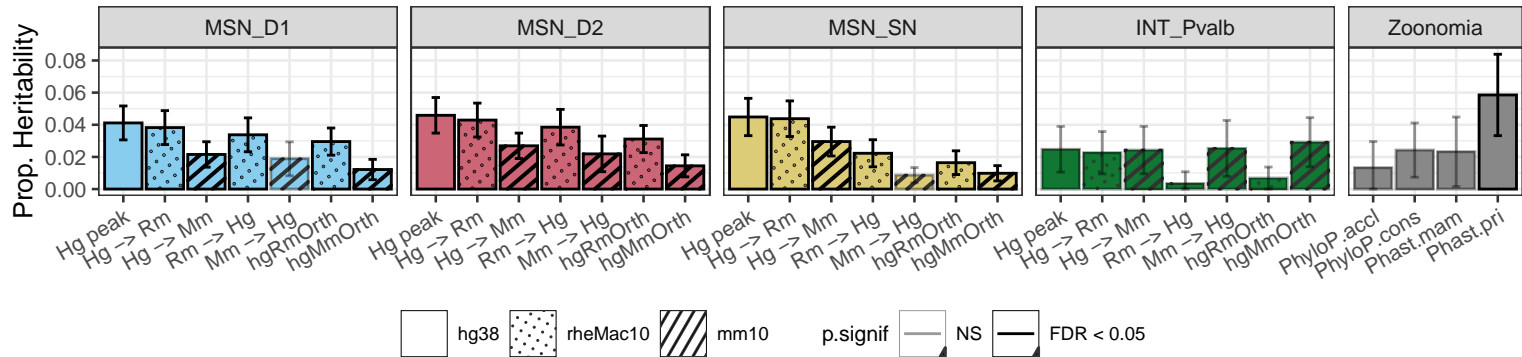 MSN_D1
MSN_D2
MSN_SN
INT_Pvalb
Zoonomia
Prop. Heritability
0.08
0.06
0.04
0.02
0.00
Hg peak
Hg −> Rm
Hg −> Mm
Rm −> Hg
Mm −> Hg
hgRmOrth
hgMmOrth
Hg peak
Hg −> Rm
Hg −> Mm
Rm −> Hg
Mm −> Hg
hgRmOrth
hgMmOrth
Hg peak
Hg −> Rm
Hg −> Mm
Rm −> Hg
Mm −> Hg
hgRmOrth
hgMmOrth
Hg peak
Hg −> Rm
Hg −> Mm
Rm −> Hg
Mm −> Hg
hgRmOrth
hgMmOrth
PhyloP.accl
PhyloP.cons
Phast.mam
Phast.pri
hg38 rheMac10 mm10 p.signif NS FDR < 0.05